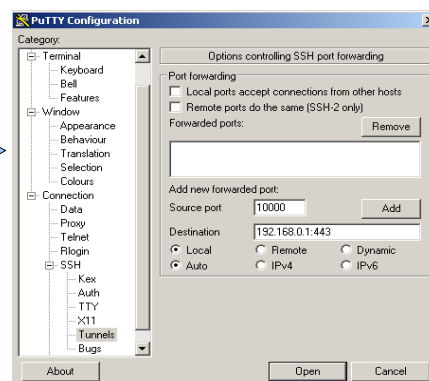 PuTTY Configuration
Category:
Terminal
Keyboard
Bell
Features
Window
Appearance
Behaviour
Translation
Selection
Colours
Connection
Data
Proxy
Telnet
Rlogin
SSH
Kex
Auth
TTY
X11
Tunnels
Bugs
Options controlling SSH port forwarding
Port forwarding
Local ports accept connections from other hosts
Remote ports do the same (SSH-2 only)
Forwarded ports:
Remove
Add new forwarded port:
Source port 10000 Add
Destination 192.168.0.1:443
Local Remote Dynamic
Auto IPv4 IPv6
About Open Cancel